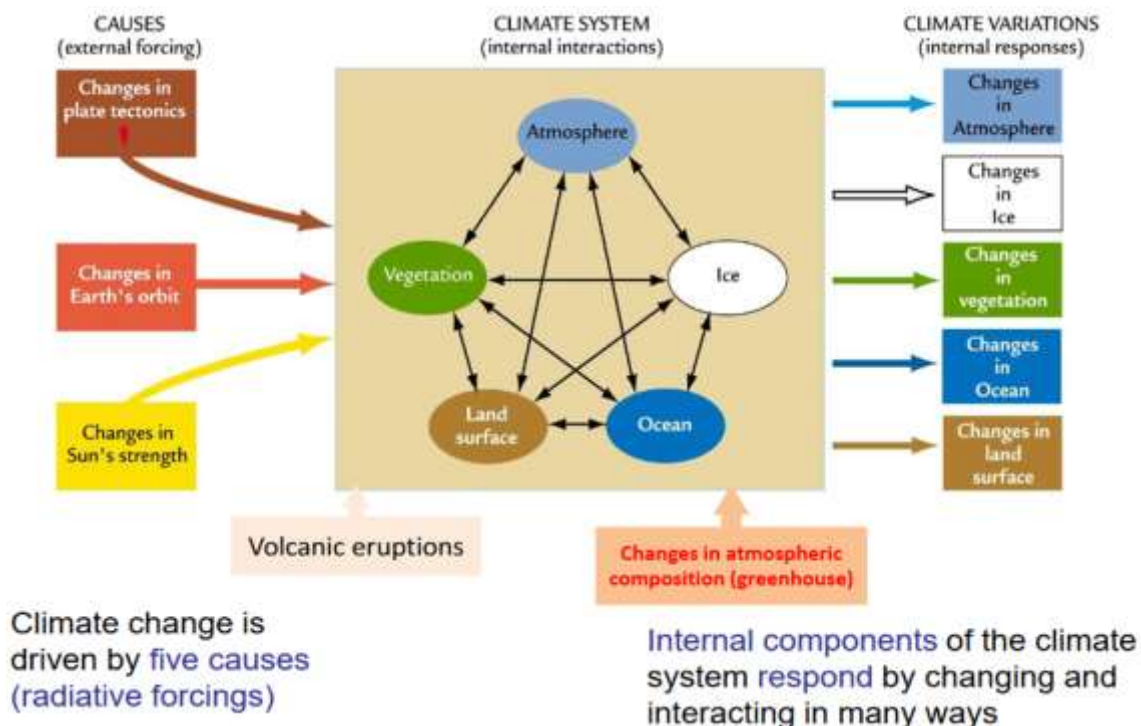 CAUSES
(external forcing)
CLIMATE SYSTEM
(internal interactions)
CLIMATE VARIATIONS
(internal responses)
Changes in
plate tectonics
Changes in
Earth's orbit
Changes in
Sun's strength
Atmosphere
Vegetation
Ice
Land
surface
Ocean
Changes
in
Atmosphere
Changes
in
Ice
Changes
in
vegetation
Changes
in
Ocean
Changes in
land
surface
Volcanic eruptions
Changes in atmospheric
composition (greenhouse)
Climate change is
driven by five causes
(radiative forcings)
Internal components of the climate
system respond by changing and
interacting in many ways